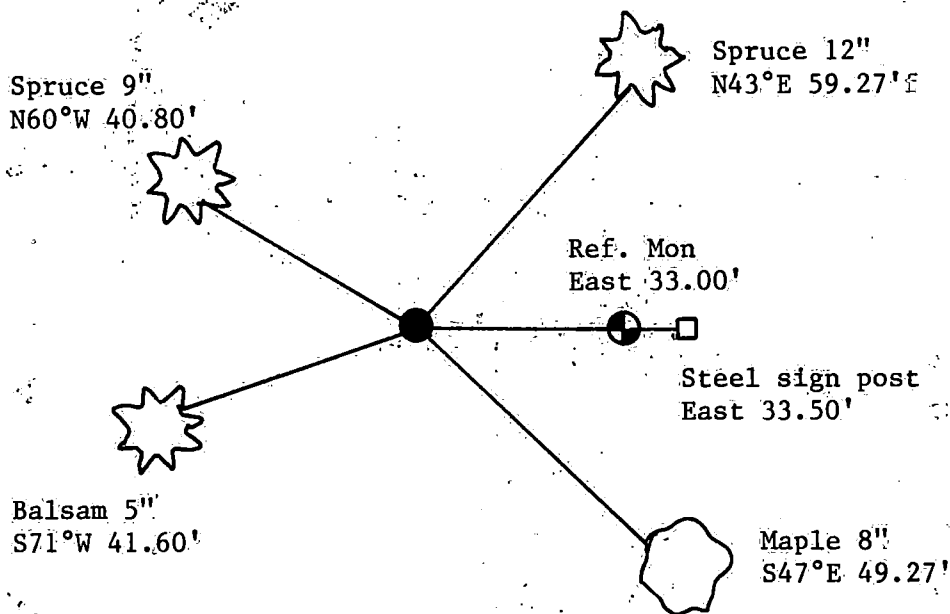 Spruce 9"
N60°W 40.80'
Spruce 12"
N43°E 59.27'
Ref. Mon
East 33.00'
Steel sign post
East 33.50'
Balsam 5"
S71°W 41.60'
Maple 8"
S47°E 49.27'